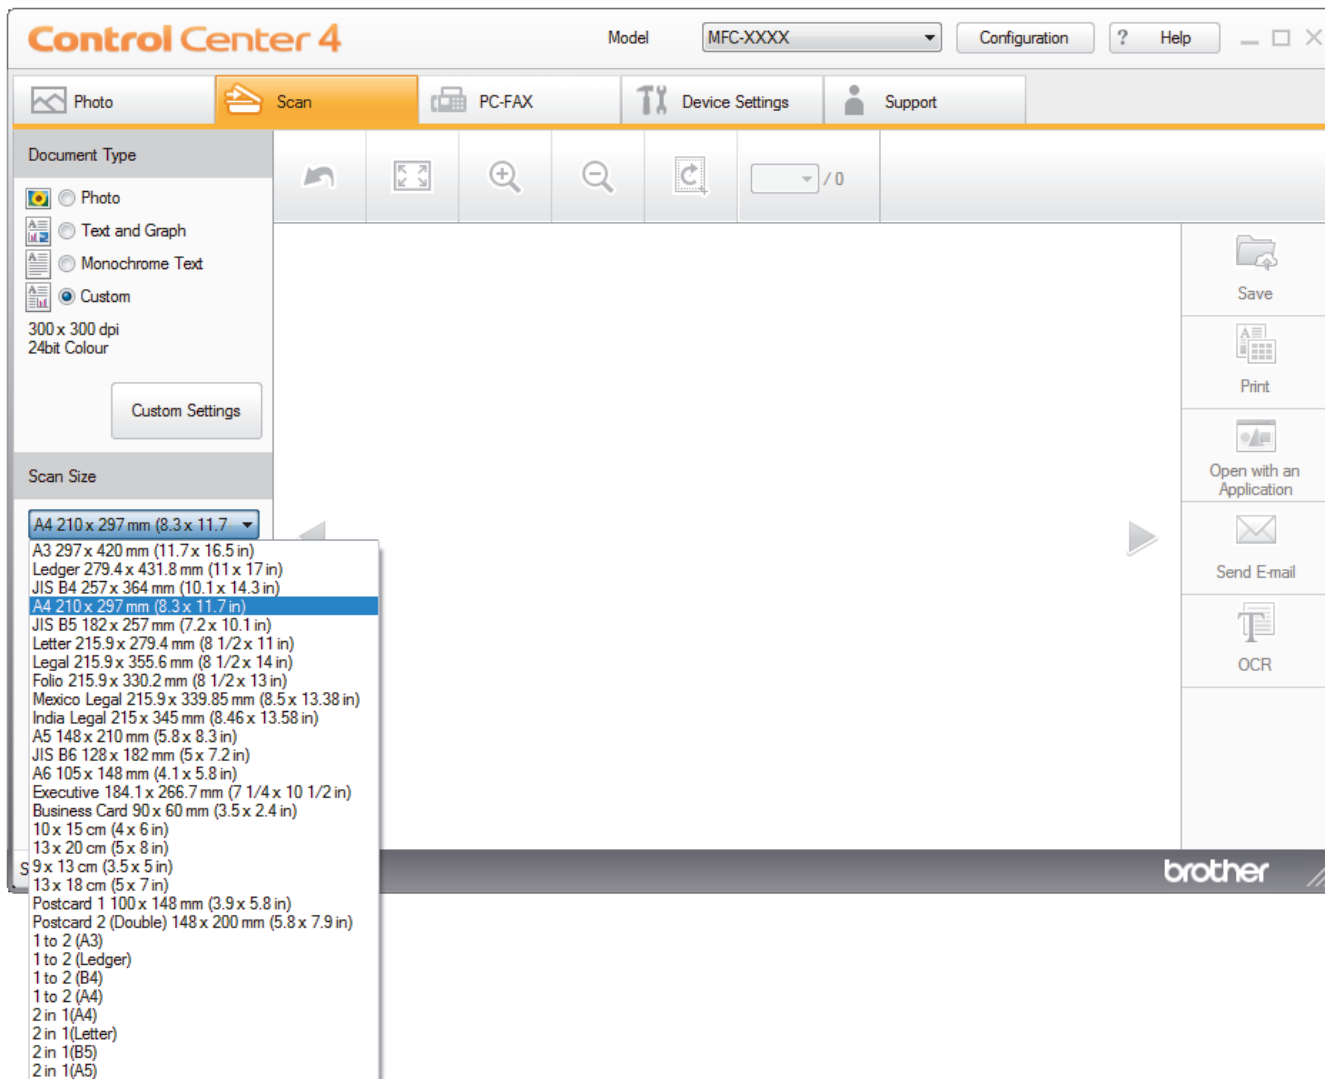 Control Center 4
Model
MFC-XXXX
Configuration
? Help
Photo
Scan
PC-FAX
Device Settings
Support
Document Type
Photo
Text and Graph
Monochrome Text
Custom
300 x 300 dpi
24bit Colour
Custom Settings
/ 0
Scan Size
A4 210 x 297 mm (8.3 x 11.7
A3 297 x 420 mm (11.7 x 16.5 in)
Ledger 279.4 x 431.8 mm (11 x 17 in)
JIS B4 257 x 364 mm (10.1 x 14.3 in)
A4 210 x 297 mm (8.3 x 11.7 in)
JIS B5 182 x 257 mm (7.2 x 10.1 in)
Letter 215.9 x 279.4 mm (8 1/2 x 11 in)
Legal 215.9 x 355.6 mm (8 1/2 x 14 in)
Folio 215.9 x 330.2 mm (8 1/2 x 13 in)
Mexico Legal 215.9 x 339.85 mm (8.5 x 13.38 in)
India Legal 215 x 345 mm (8.46 x 13.58 in)
A5 148 x 210 mm (5.8 x 8.3 in)
JIS B6 128 x 182 mm (5 x 7.2 in)
A6 105 x 148 mm (4.1 x 5.8 in)
Executive 184.1 x 266.7 mm (7 1/4 x 10 1/2 in)
Business Card 90 x 60 mm (3.5 x 2.4 in)
10 x 15 cm (4 x 6 in)
13 x 20 cm (5 x 8 in)
9 x 13 cm (3.5 x 5 in)
13 x 18 cm (5 x 7 in)
Postcard 1 100 x 148 mm (3.9 x 5.8 in)
Postcard 2 (Double) 148 x 200 mm (5.8 x 7.9 in)
1 to 2 (A3)
1 to 2 (Ledger)
1 to 2 (B4)
1 to 2 (A4)
2 in 1(A4)
2 in 1(Letter)
2 in 1(B5)
2 in 1(A5)
S
Save
Print
Open with an
Application
Send E-mail
OCR
brother